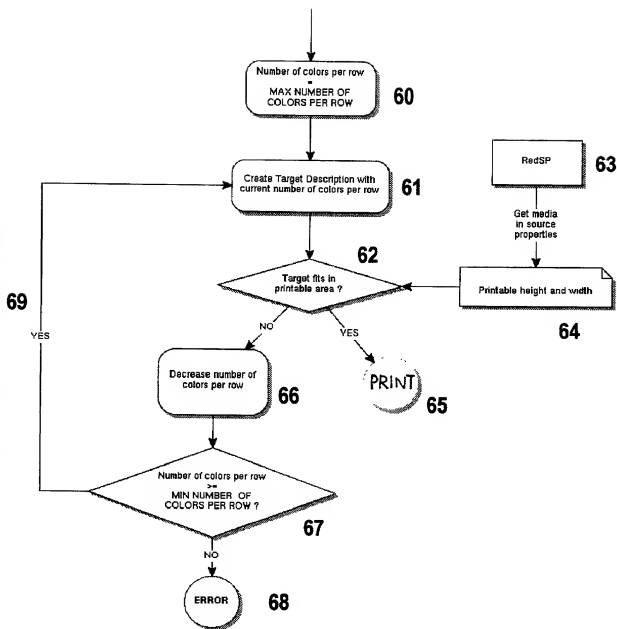 Number of colors per row
=
MAX NUMBER OF
COLORS PER ROW
60
Create Target Description with
current number of colors per row
61
RedSP
63
Get media
in source
properties
62
Target fits in
printable area ?
Printable height and width
64
69
YES
NO
YES
Decrease number of
colors per row
66
PRINT
65
Number of colors per row
>=
MIN NUMBER OF
COLORS PER ROW ?
67
NO
ERROR
68